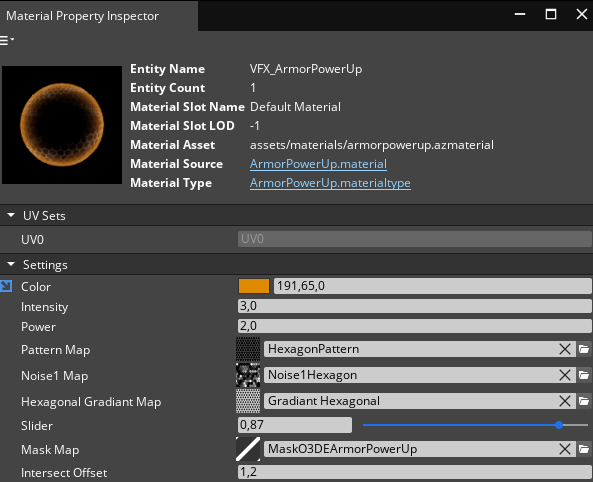 Material Property Inspector
Entity Name VFX_ArmorPowerUp
Entity Count 1
Material Slot Name Default Material
Material Slot LOD -1
Material Asset assets/materials/armorpowerup.azmaterial
Material Source ArmorPowerUp.material
Material Type ArmorPowerUp.materialtype
UV Sets
UV0 UV0
Settings
Color 191,65,0
Intensity 3,0
Power 2,0
Pattern Map HexagonPattern
Noise1 Map Noise1Hexagon
Hexagonal Gradiant Map Gradiant Hexagonal
Slider 0,87
Mask Map MaskO3DEArmorPowerUp
Intersect Offset 1,2